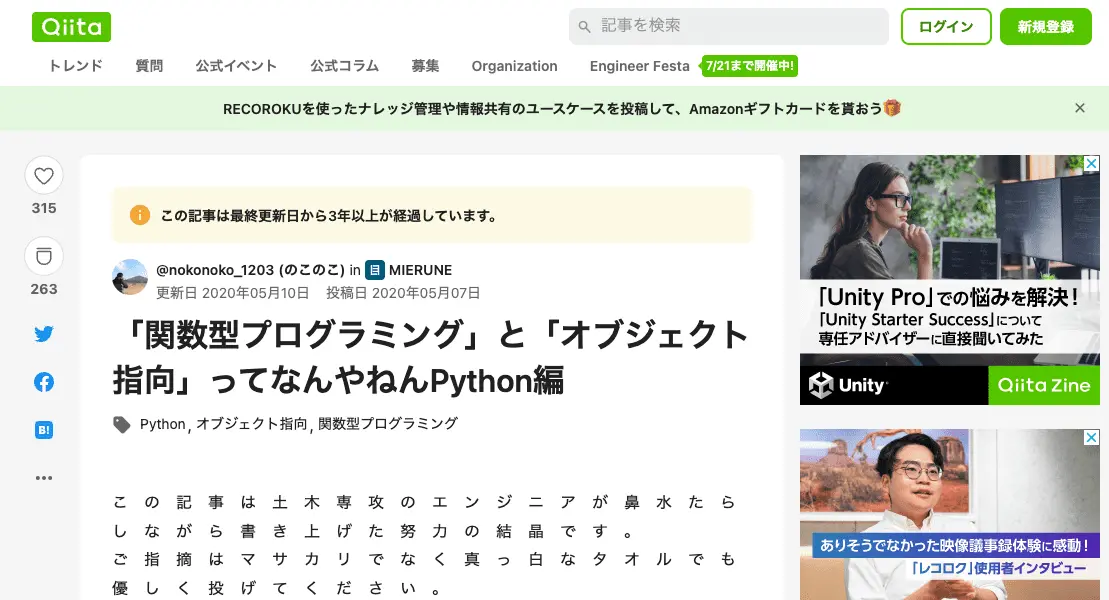 Qiita
記事を検索
ログイン
新規登録
トレンド 質問 公式イベント 公式コラム 募集 Organization Engineer Festa 7/21まで開催中!
RECOROKUを使ったナレッジ管理や情報共有のユースケースを投稿して、Amazonギフトカードを貰おう
315
263
B!
この記事は最終更新日から3年以上が経過しています。
@nokonoko_1203 (のこのこ) in MIERUNE
更新日 2020年05月10日 投稿日 2020年05月07日
「関数型プログラミング」と「オブジェクト
指向」ってなんやねんPython編
Python, オブジェクト指向, 関数型プログラミング
この記事は土木専攻のエンジニアが鼻水たら
しながら書き上げた努力の結晶です。
ご指摘はマサカリでなく真っ白なタオルでも
優しく投げてください。
「Unity Pro」での悩みを解決!
「Unity Starter Success」について
専任アドバイザーに直接聞いてみた
Unity
Qiita Zine
ありそうでなかった映像議事録体験に感動!
「レコロク」使用者インタビュー